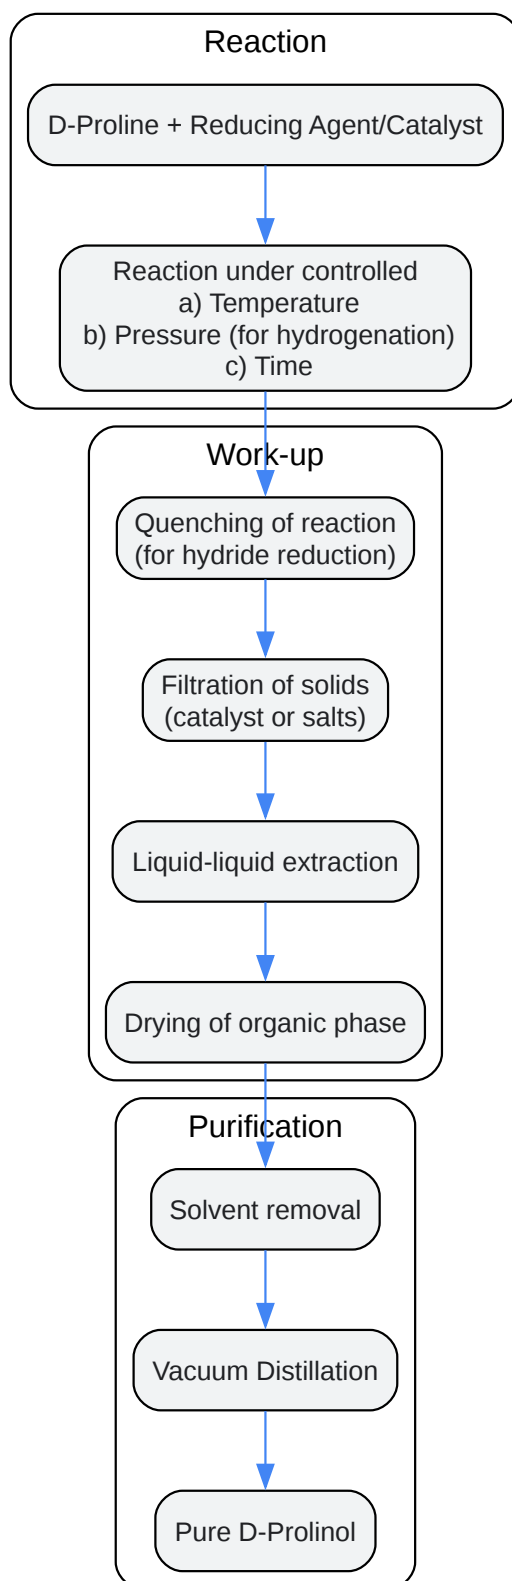 Reaction
D-Proline + Reducing Agent/Catalyst
Reaction under controlled
a) Temperature
b) Pressure (for hydrogenation)
c) Time
Work-up
Quenching of reaction
(for hydride reduction)
Filtration of solids
(catalyst or salts)
Liquid-liquid extraction
Drying of organic phase
Purification
Solvent removal
Vacuum Distillation
Pure D-Prolinol